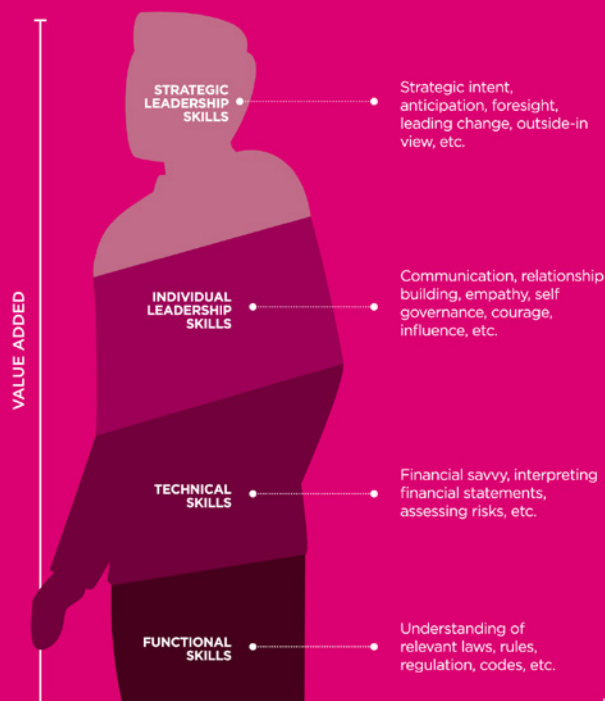 STRATEGIC
LEADERSHIP
SKILLS
Strategic intent,
anticipation, foresight,
leading change, outside-in
view, etc.
INDIVIDUAL
LEADERSHIP
SKILLS
Communication, relationship
building, empathy, self
governance, courage,
influence, etc.
VALUE ADDED
TECHNICAL
SKILLS
Financial savvy, interpreting
financial statements,
assessing risks, etc.
FUNCTIONAL
SKILLS
Understanding of
relevant laws, rules,
regulation, codes, etc.